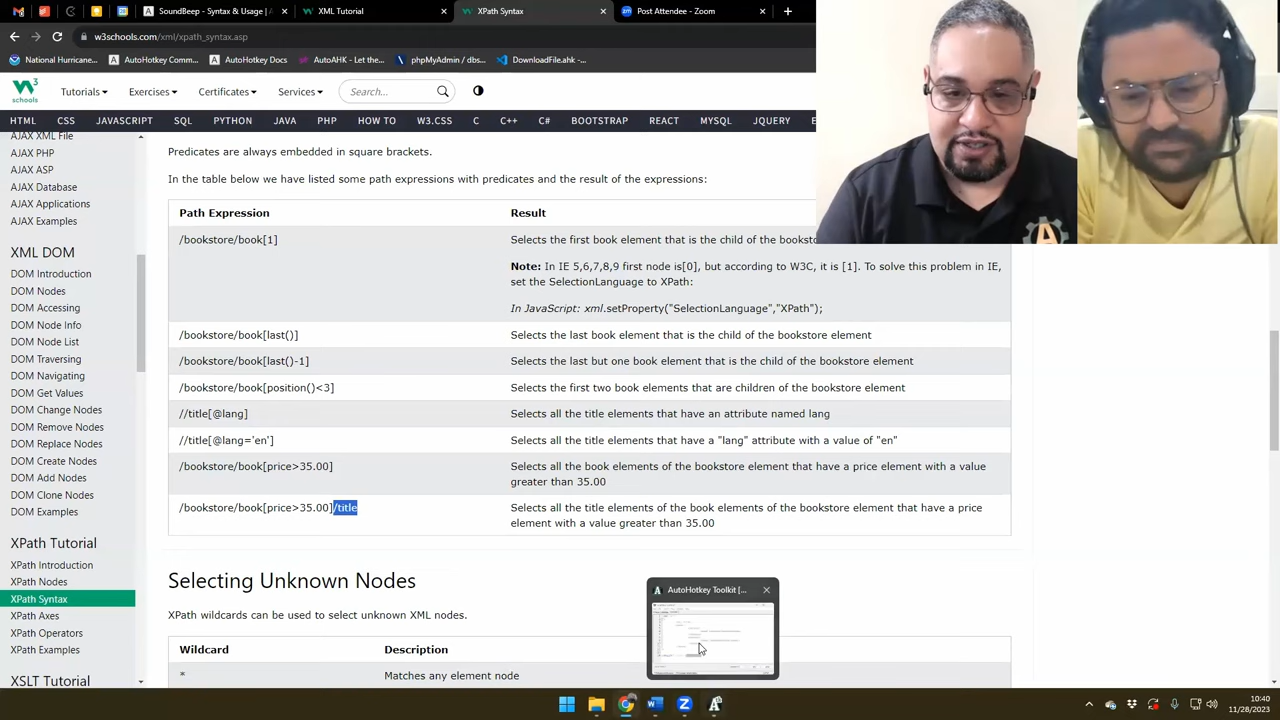 SoundBeep - Syntax & Usage |
XML Tutorial
XPath Syntax
Post Attendee - Zoom
w3schools.com/xml/xpath_syntax.asp
National Hurricane...
AutoHotkey Comm...
AutoHotkey Docs
AutoAHK - Let the...
phpMyAdmin / dbs...
DownloadFile.ahk -...
W3 schools
Tutorials
Exercises
Certificates
Services
Search...
HTML CSS JAVASCRIPT SQL PYTHON JAVA PHP HOW TO W3.CSS C C++ C# BOOTSTRAP REACT MYSQL JQUERY
AJAX XML File
AJAX PHP
AJAX ASP
AJAX Database
AJAX Applications
AJAX Examples
XML DOM
DOM Introduction
DOM Nodes
DOM Accessing
DOM Node Info
DOM Node List
DOM Traversing
DOM Navigating
DOM Get Values
DOM Change Nodes
DOM Remove Nodes
DOM Replace Nodes
DOM Create Nodes
DOM Add Nodes
DOM Clone Nodes
DOM Examples
XPath Tutorial
XPath Introduction
XPath Nodes
XPath Syntax
XPath Axes
XPath Operators
XPath Examples
XSLT Tutorial
Predicates are always embedded in square brackets.
In the table below we have listed some path expressions with predicates and the result of the expressions:
Path Expression Result
/bookstore/book[1] Selects the first book element that is the child of the
Note: In IE 5,6,7,8,9 first node is[0], but according to W3C, it is [1]. To solve this problem in IE,
set the SelectionLanguage to XPath:
In JavaScript: xml.setProperty("SelectionLanguage","XPath");
/bookstore/book[last()] Selects the last book element that is the child of the bookstore element
/bookstore/book[last()-1] Selects the last but one book element that is the child of the bookstore element
/bookstore/book[position()<3] Selects the first two book elements that are children of the bookstore element
//title[@lang] Selects all the title elements that have an attribute named lang
//title[@lang='en'] Selects all the title elements that have a "lang" attribute with a value of "en"
/bookstore/book[price>35.00] Selects all the book elements of the bookstore element that have a price element with a value
greater than 35.00
/bookstore/book[price>35.00]/title Selects all the title elements of the book elements of the bookstore element that have a price
element with a value greater than 35.00
Selecting Unknown Nodes
XPath wildcards can be used to select unknown XML nodes.
Wildcard Description
* Matches any element node
AutoHotkey Toolkit [...
10:40
11/28/2023